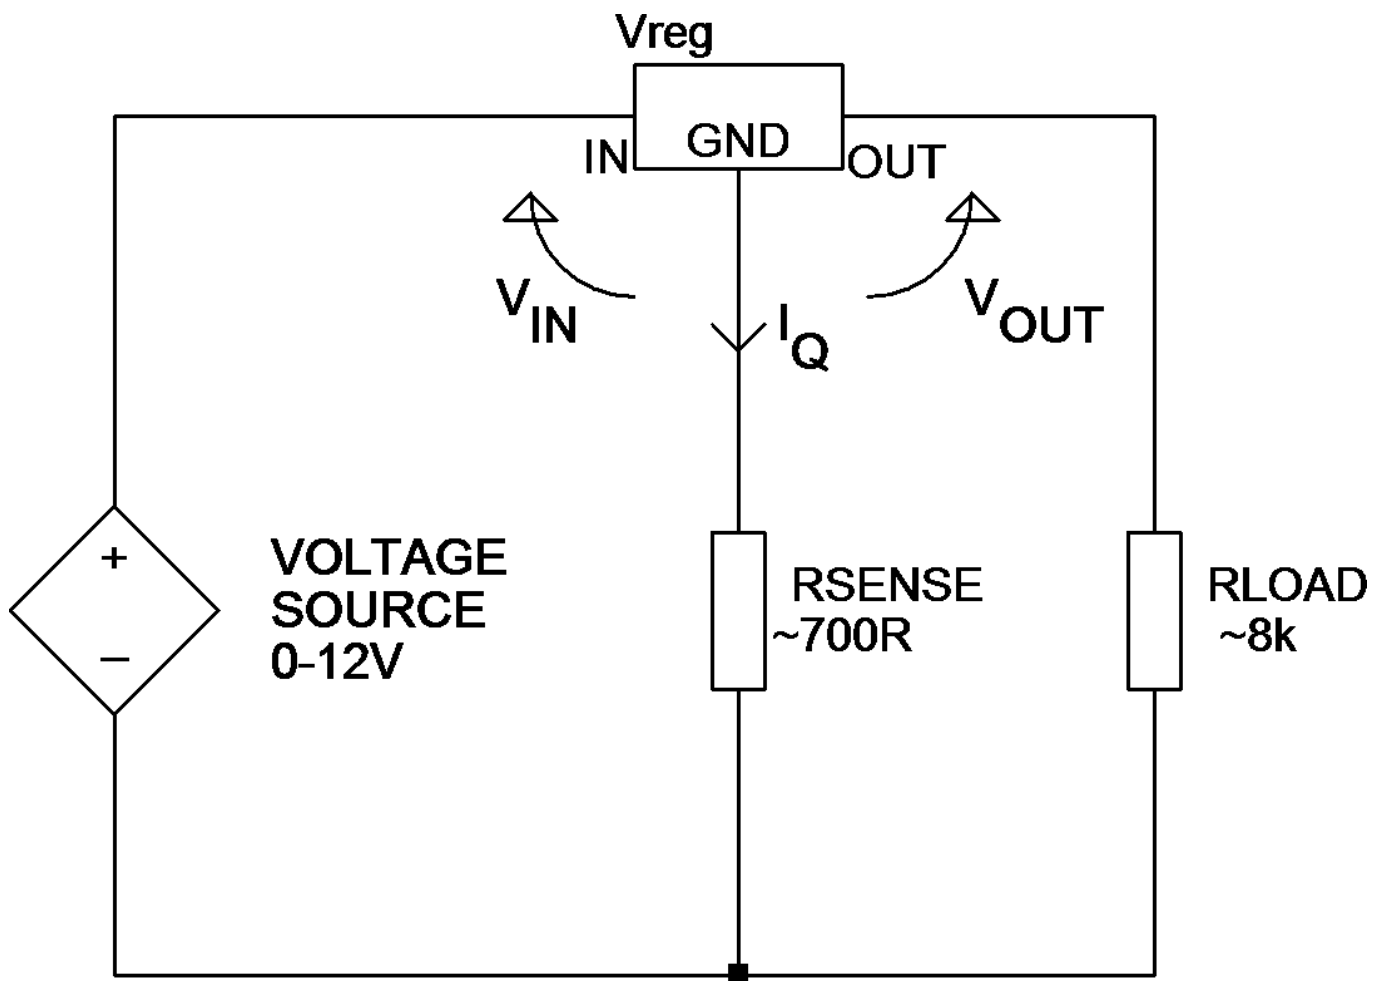 Vreg
IN
GND
OUT
VIN
IQ
VOUT
+
VOLTAGE
SOURCE
0-12V
–
RSENSE
~700R
RLOAD
~8k